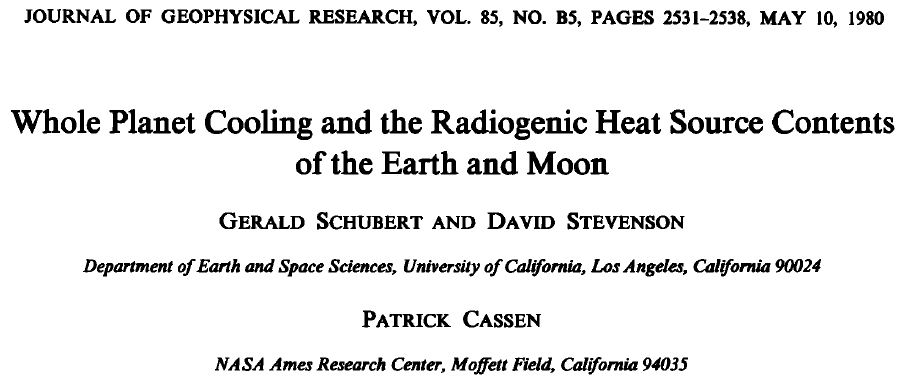 JOURNAL OF GEOPHYSICAL RESEARCH, VOL. 85, NO. B5, PAGES 2531–2538, MAY 10, 1980
Whole Planet Cooling and the Radiogenic Heat Source Contents
of the Earth and Moon
GERALD SCHUBERT AND DAVID STEVENSON
Department of Earth and Space Sciences, University of California, Los Angeles, California 90024
PATRICK CASSEN
NASA Ames Research Center, Moffett Field, California 94035